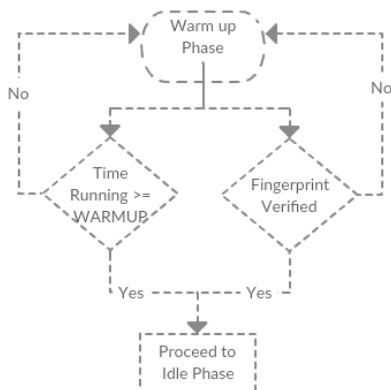 Warm up
Phase
No
No
Time
Running >=
WARMUP
Fingerprint
Verified
Yes
Yes
Proceed to
Idle Phase